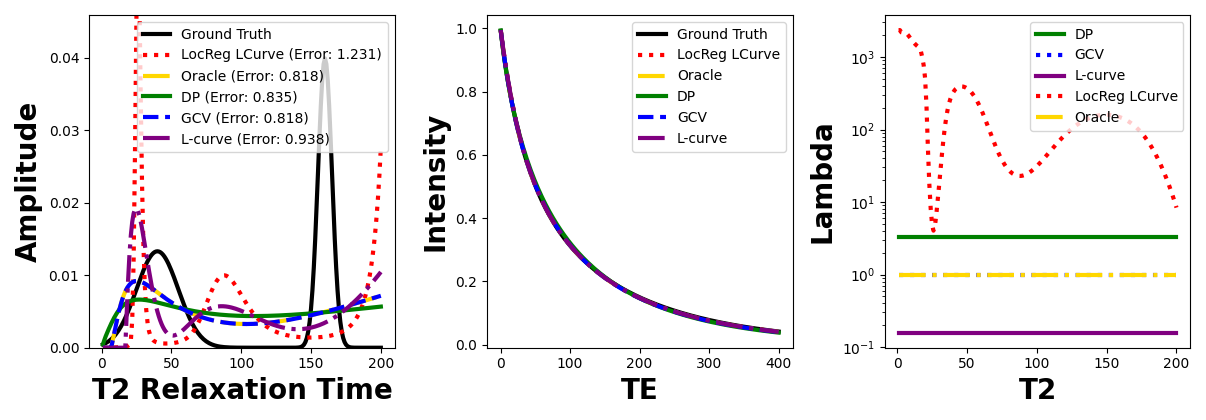 Amplitude
0.04
0.03
0.02
0.01
0.00
Ground Truth
LocReg LCurve (Error: 1.231)
Oracle (Error: 0.818)
DP (Error: 0.835)
GCV (Error: 0.818)
L-curve (Error: 0.938)
0 50 100 150 200
T2 Relaxation Time
Intensity
1.0
0.8
0.6
0.4
0.2
0.0
Ground Truth
LocReg LCurve
Oracle
DP
GCV
L-curve
0 100 200 300 400
TE
Lambda
10³
10²
10¹
10⁰
10⁻¹
DP
GCV
L-curve
LocReg LCurve
Oracle
0 50 100 150 200
T2